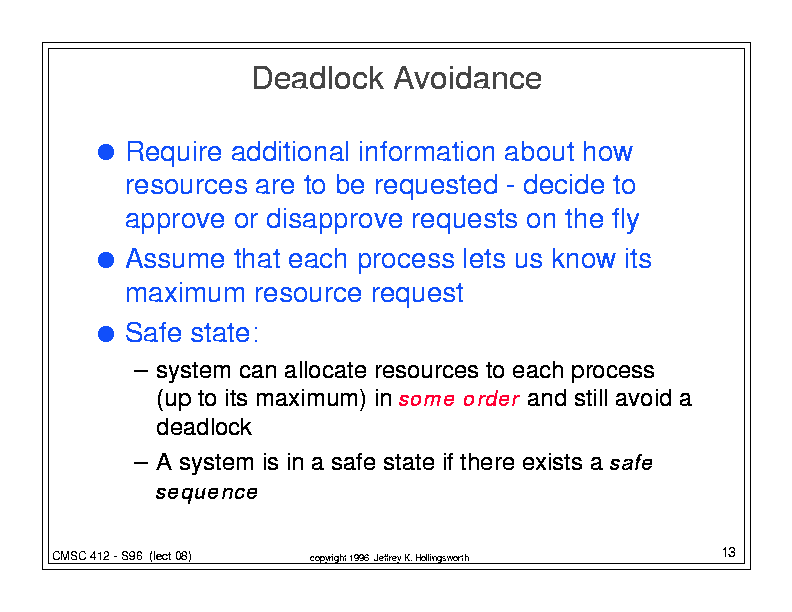 Deadlock Avoidance
● Require additional information about how
resources are to be requested - decide to
approve or disapprove requests on the fly
● Assume that each process lets us know its
maximum resource request
● Safe state:
– system can allocate resources to each process
(up to its maximum) in some order and still avoid a
deadlock
– A system is in a safe state if there exists a safe
sequence
CMSC 412 - S96 (lect 08)
copyright 1996 Jeffrey K. Hollingsworth
13